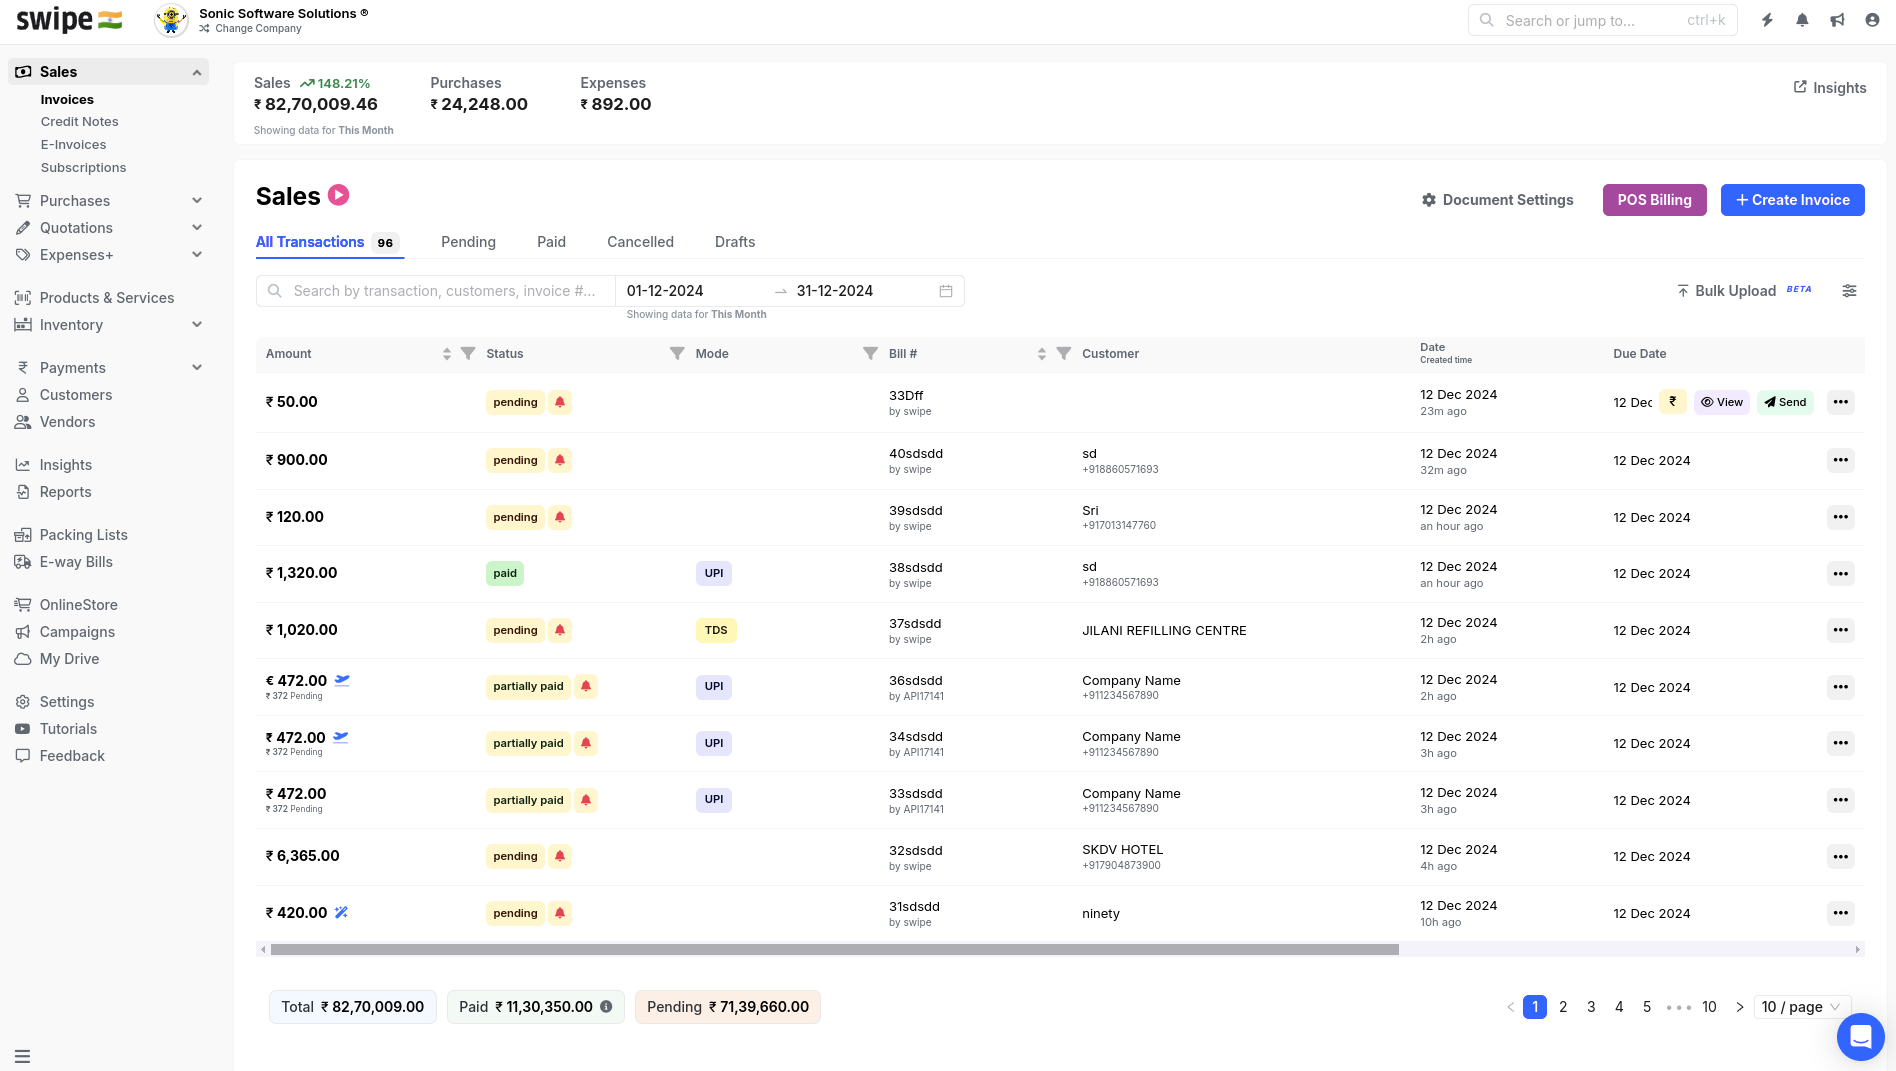 swipe
Sonic Software Solutions ®
Change Company
Search or jump to...
ctrl+k
Sales
Invoices
Credit Notes
E-Invoices
Subscriptions
Purchases
Quotations
Expenses+
Products & Services
Inventory
Payments
Customers
Vendors
Insights
Reports
Packing Lists
E-way Bills
OnlineStore
Campaigns
My Drive
Settings
Tutorials
Feedback
Sales 148.21% Purchases Expenses
₹ 82,70,009.46 ₹ 24,248.00 ₹ 892.00
Showing data for This Month
Insights
Sales
Document Settings
POS Billing
+ Create Invoice
All Transactions 96 Pending Paid Cancelled Drafts
Search by transaction, customers, invoice #...
01-12-2024 → 31-12-2024
Showing data for This Month
Bulk Upload BETA
Amount Status Mode Bill # Customer Date Due Date
Created time
₹ 50.00 pending 33Dff 12 Dec 2024 12 Dec ₹ View Send
by swipe 23m ago
₹ 900.00 pending 40sdsdd sd 12 Dec 2024 12 Dec 2024
by swipe +918860571693 32m ago
₹ 120.00 pending 39sdsdd Sri 12 Dec 2024 12 Dec 2024
by swipe +917013147760 an hour ago
₹ 1,320.00 paid UPI 38sdsdd sd 12 Dec 2024 12 Dec 2024
by swipe +918860571693 an hour ago
₹ 1,020.00 pending TDS 37sdsdd JILANI REFILLING CENTRE 12 Dec 2024 12 Dec 2024
by swipe 2h ago
€ 472.00 partially paid UPI 36sdsdd Company Name 12 Dec 2024 12 Dec 2024
₹ 372 Pending by API17141 +911234567890 2h ago
₹ 472.00 partially paid UPI 34sdsdd Company Name 12 Dec 2024 12 Dec 2024
₹ 372 Pending by API17141 +911234567890 3h ago
₹ 472.00 partially paid UPI 33sdsdd Company Name 12 Dec 2024 12 Dec 2024
₹ 372 Pending by API17141 +911234567890 3h ago
₹ 6,365.00 pending 32sdsdd SKDV HOTEL 12 Dec 2024 12 Dec 2024
by swipe +917904873900 4h ago
₹ 420.00 pending 31sdsdd ninety 12 Dec 2024 12 Dec 2024
by swipe 10h ago
Total ₹ 82,70,009.00 Paid ₹ 11,30,350.00 Pending ₹ 71,39,660.00
< 1 2 3 4 5 ••• 10 > 10 / page